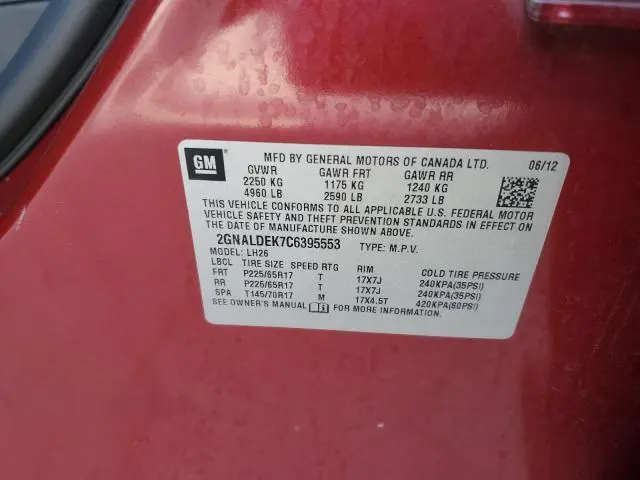 GM MFD BY GENERAL MOTORS OF CANADA LTD. 06/12
GVWR GAWR FRT GAWR RR
2250 KG 1175 KG 1240 KG
4960 LB 2590 LB 2733 LB
THIS VEHICLE CONFORMS TO ALL APPLICABLE U.S. FEDERAL MOTOR
VEHICLE SAFETY AND THEFT PREVENTION STANDARDS IN EFFECT ON
THE DATE OF MANUFACTURE SHOWN ABOVE.
2GNALDEK7C6395553 TYPE: M.P.V.
MODEL: LH26
LBCL TIRE SIZE SPEED RTG RIM COLD TIRE PRESSURE
FRT P225/65R17 T 17X7J 240KPA(35PSI)
RR P225/65R17 T 17X7J 240KPA(35PSI)
SPA T145/70R17 M 17X4.5T 420KPA(60PSI)
SEE OWNER'S MANUAL FOR MORE INFORMATION.